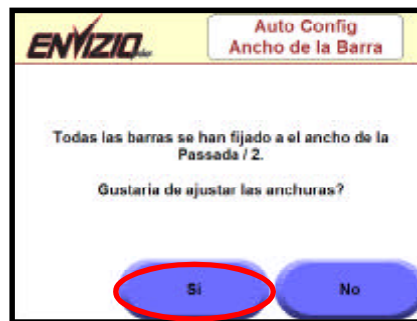 ENVIZIO
Auto Config
Ancho de la Barra
Todas las barras se han fijado a el ancho de la
Pasada / 2.
Gustaria de ajustar las anchuras?
Si
No